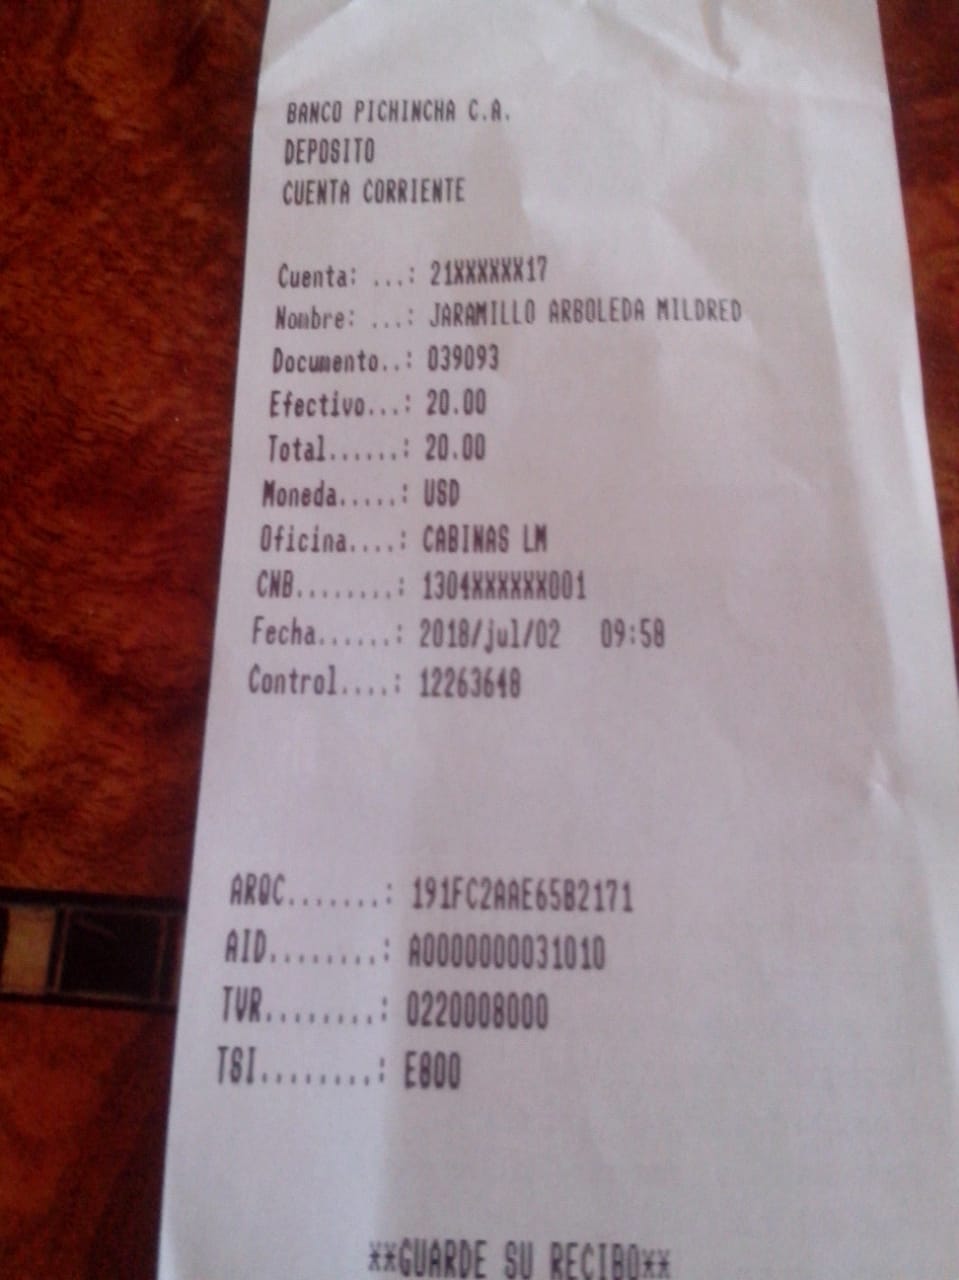 BANCO PICHINCHA C.A.
DEPOSITO
CUENTA CORRIENTE
Cuenta: ...: 21XXXXXX17
Nombre: ...: JARAMILLO ARBOLEDA MILDRED
Documento..: 039093
Efectivo...: 20.00
Total......: 20.00
Moneda.....: USD
Oficina....: CABINAS LM
CNB........: 1304XXXXXX001
Fecha......: 2018/jul/02 09:58
Control....: 12263648
ARQC.......: 191FC2AAE65B2171
AID........: A0000000031010
TVR........: 0220008000
TSI........: E800
**GUARDE SU RECIBO**